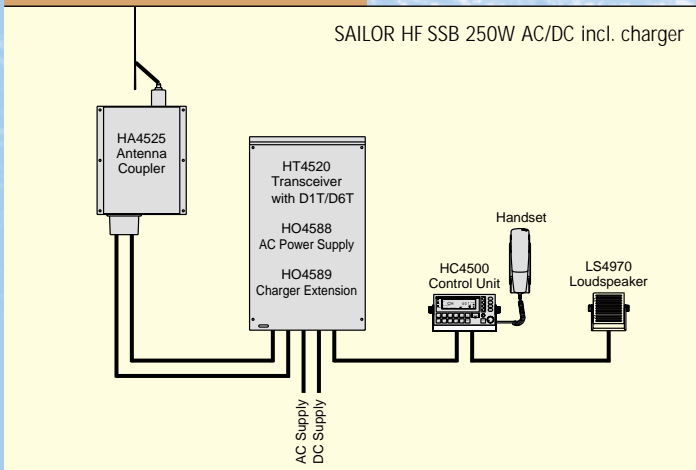 SAILOR HF SSB 250W AC/DC incl. charger
HA4525
Antenna
Coupler
HT4520
Transceiver
with D1T/D6T
HO4588
AC Power Supply
HO4589
Charger Extension
Handset
HC4500
Control Unit
LS4970
Loudspeaker
AC Supply
DC Supply